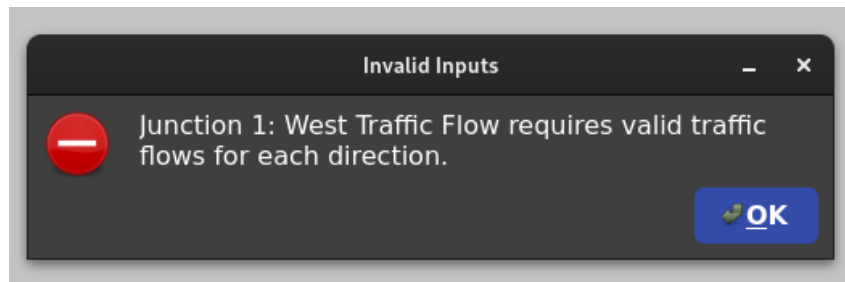 Invalid Inputs
Junction 1: West Traffic Flow requires valid traffic
flows for each direction.
OK